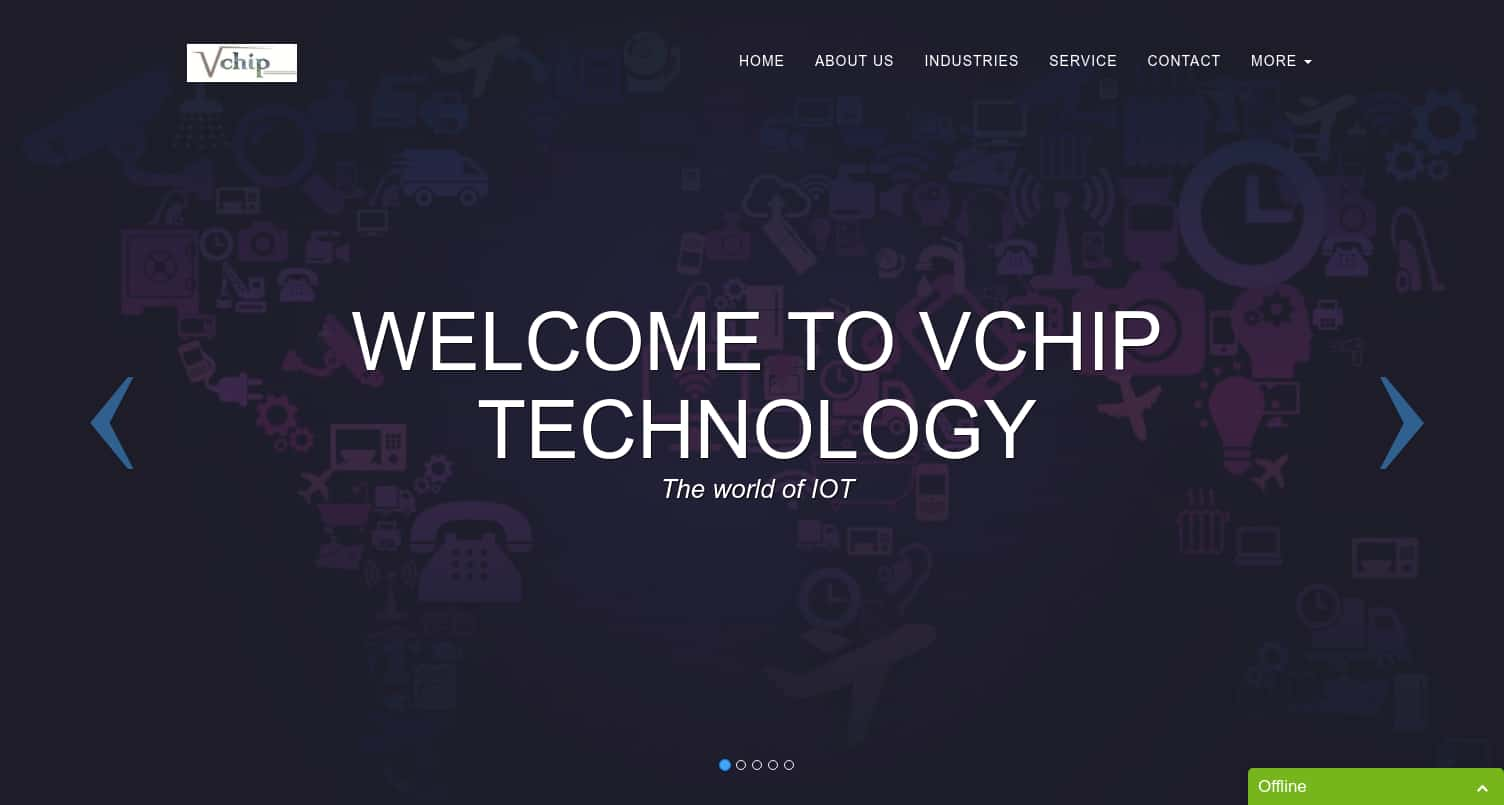 Vchip
HOME ABOUT US INDUSTRIES SERVICE CONTACT MORE
WELCOME TO VCHIP
TECHNOLOGY
The world of IOT
Offline